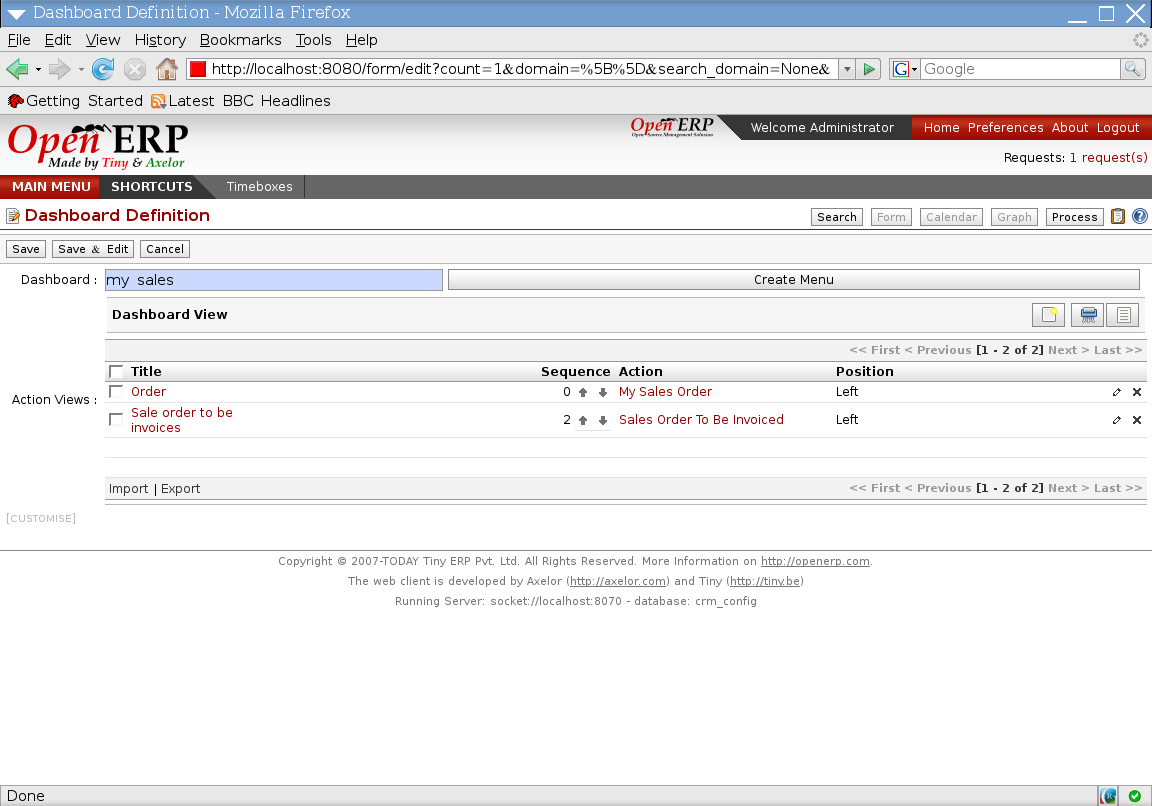 Dashboard Definition - Mozilla Firefox
File Edit View History Bookmarks Tools Help
http://localhost:8080/form/edit?count=1&domain=%5B%5D&search_domain=None& G Google
Getting Started Latest BBC Headlines
Open ERP
Made by Tiny & Axelor
Open ERP
Open Source Management Solution
Welcome Administrator Home Preferences About Logout
Requests: 1 request(s)
MAIN MENU SHORTCUTS Timeboxes
Dashboard Definition Search Form Calendar Graph Process ?
Save Save & Edit Cancel
Dashboard : my sales Create Menu
Dashboard View
<< First < Previous [1 - 2 of 2] Next > Last >>
Title Sequence Action Position
Order 0 My Sales Order Left
Action Views :
Sale order to be
invoices 2 Sales Order To Be Invoiced Left
Import | Export << First < Previous [1 - 2 of 2] Next > Last >>
[CUSTOMISE]
Copyright © 2007-TODAY Tiny ERP Pvt. Ltd. All Rights Reserved. More Information on http://openerp.com.
The web client is developed by Axelor (http://axelor.com) and Tiny (http://tiny.be)
Running Server: socket://localhost:8070 - database: crm_config
Done